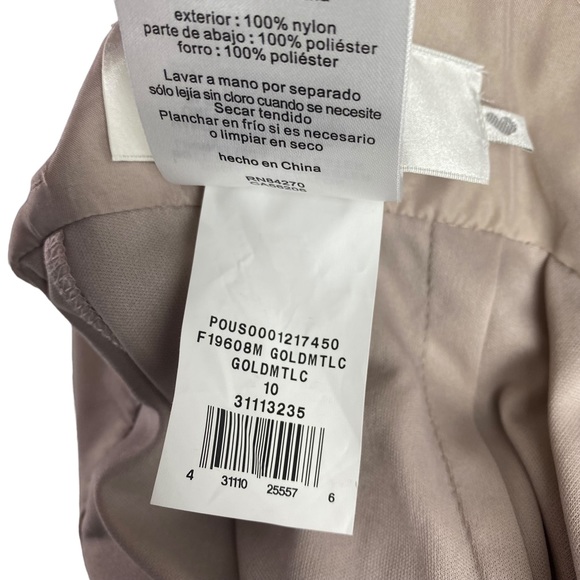 exterior : 100% nylon
parte de abajo : 100% poliéster
forro : 100% poliéster
Lavar a mano por separado
sólo lejía sin cloro cuando se necesite
Secar tendido
Planchar en frío si es necesario
o limpiar en seco
hecho en China
RN84270
CA56206
POUS0001217450
F19608M GOLDMTLC
GOLDMTLC
10
31113235
4 31110 25557 6